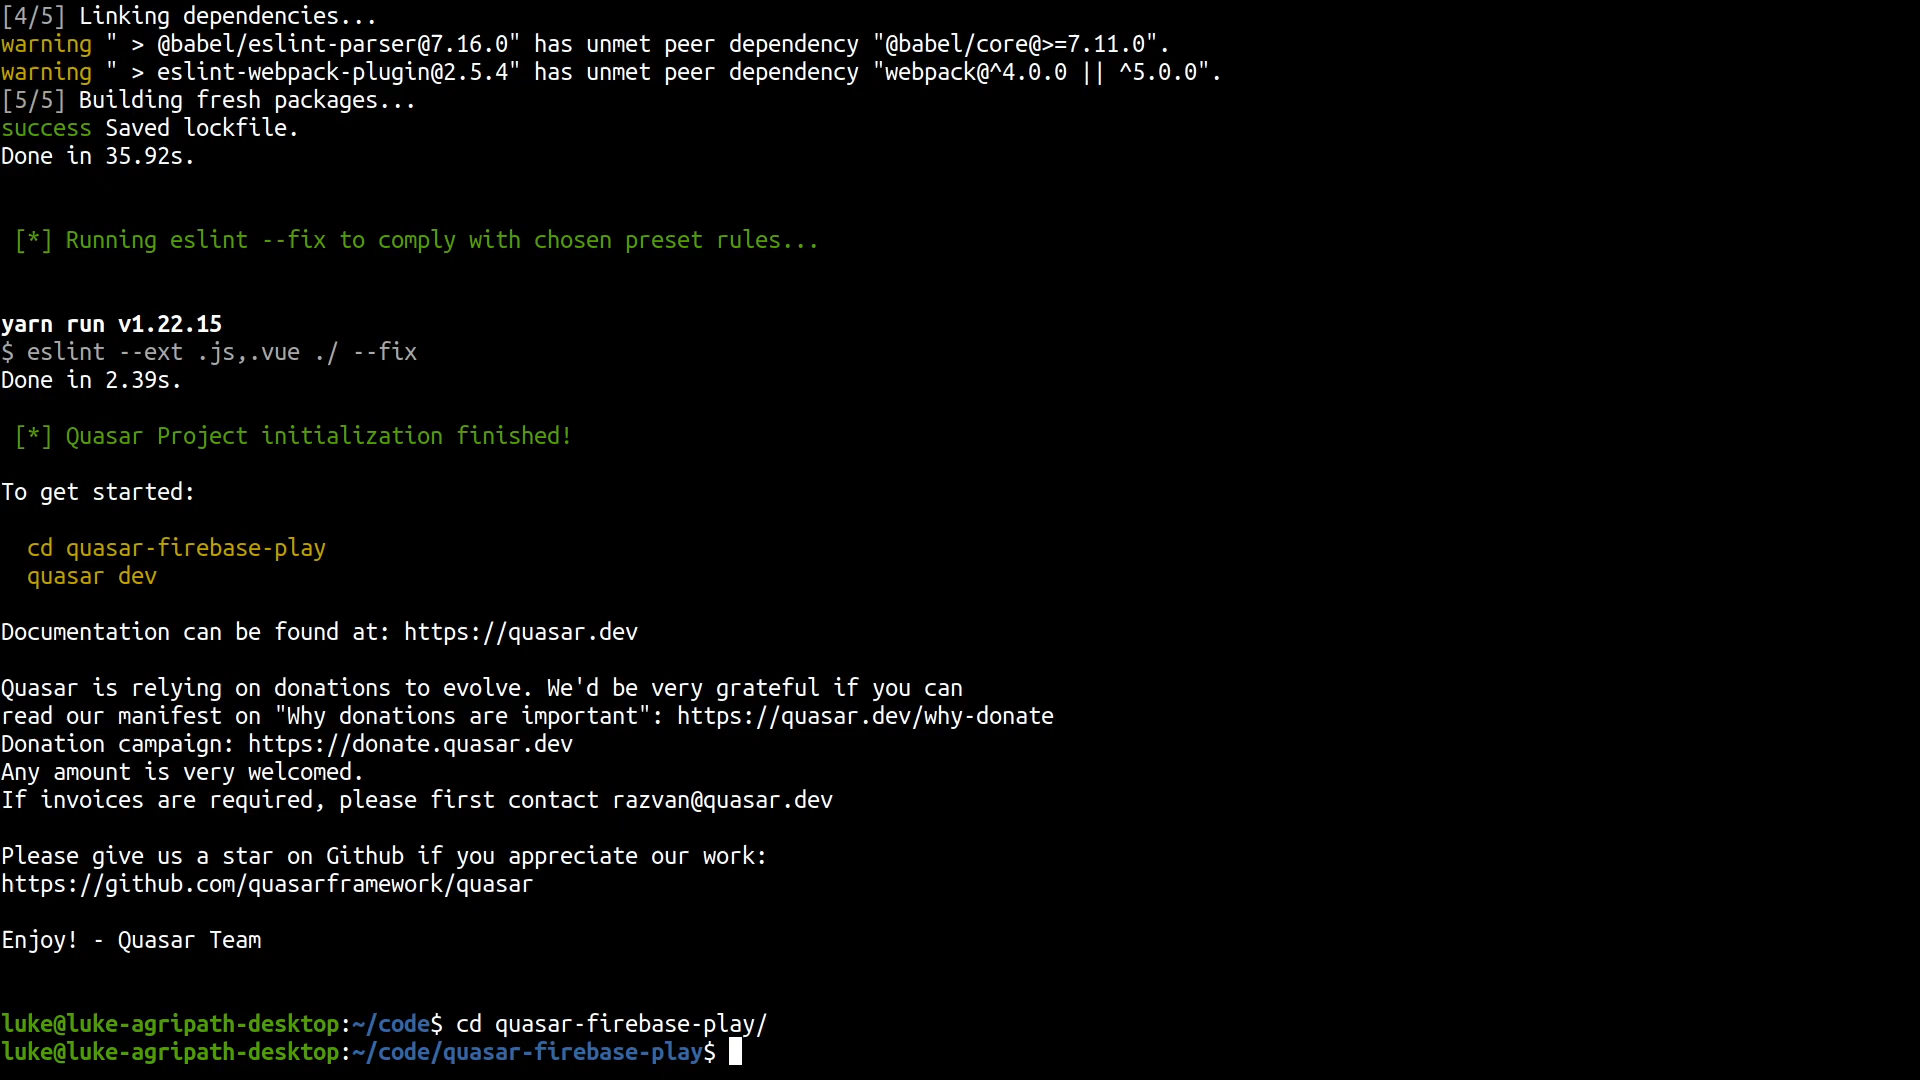 [4/5] Linking dependencies...
warning " > @babel/eslint-parser@7.16.0" has unmet peer dependency "@babel/core@>=7.11.0".
warning " > eslint-webpack-plugin@2.5.4" has unmet peer dependency "webpack@^4.0.0 || ^5.0.0".
[5/5] Building fresh packages...
success Saved lockfile.
Done in 35.92s.
[*] Running eslint --fix to comply with chosen preset rules...
yarn run v1.22.15
$ eslint --ext .js,.vue ./ --fix
Done in 2.39s.
[*] Quasar Project initialization finished!
To get started:
cd quasar-firebase-play
quasar dev
Documentation can be found at: https://quasar.dev
Quasar is relying on donations to evolve. We'd be very grateful if you can
read our manifest on "Why donations are important": https://quasar.dev/why-donate
Donation campaign: https://donate.quasar.dev
Any amount is very welcomed.
If invoices are required, please first contact razvan@quasar.dev
Please give us a star on Github if you appreciate our work:
https://github.com/quasarframework/quasar
Enjoy! - Quasar Team
luke@luke-agripath-desktop:~/code$ cd quasar-firebase-play/
luke@luke-agripath-desktop:~/code/quasar-firebase-play$